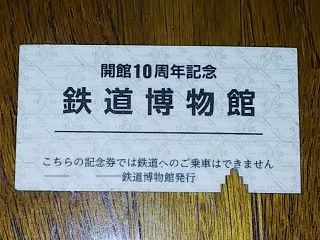 開館10周年記念
鉄道博物館
こちらの記念券では鉄道へのご乗車はできません
鉄道博物館発行